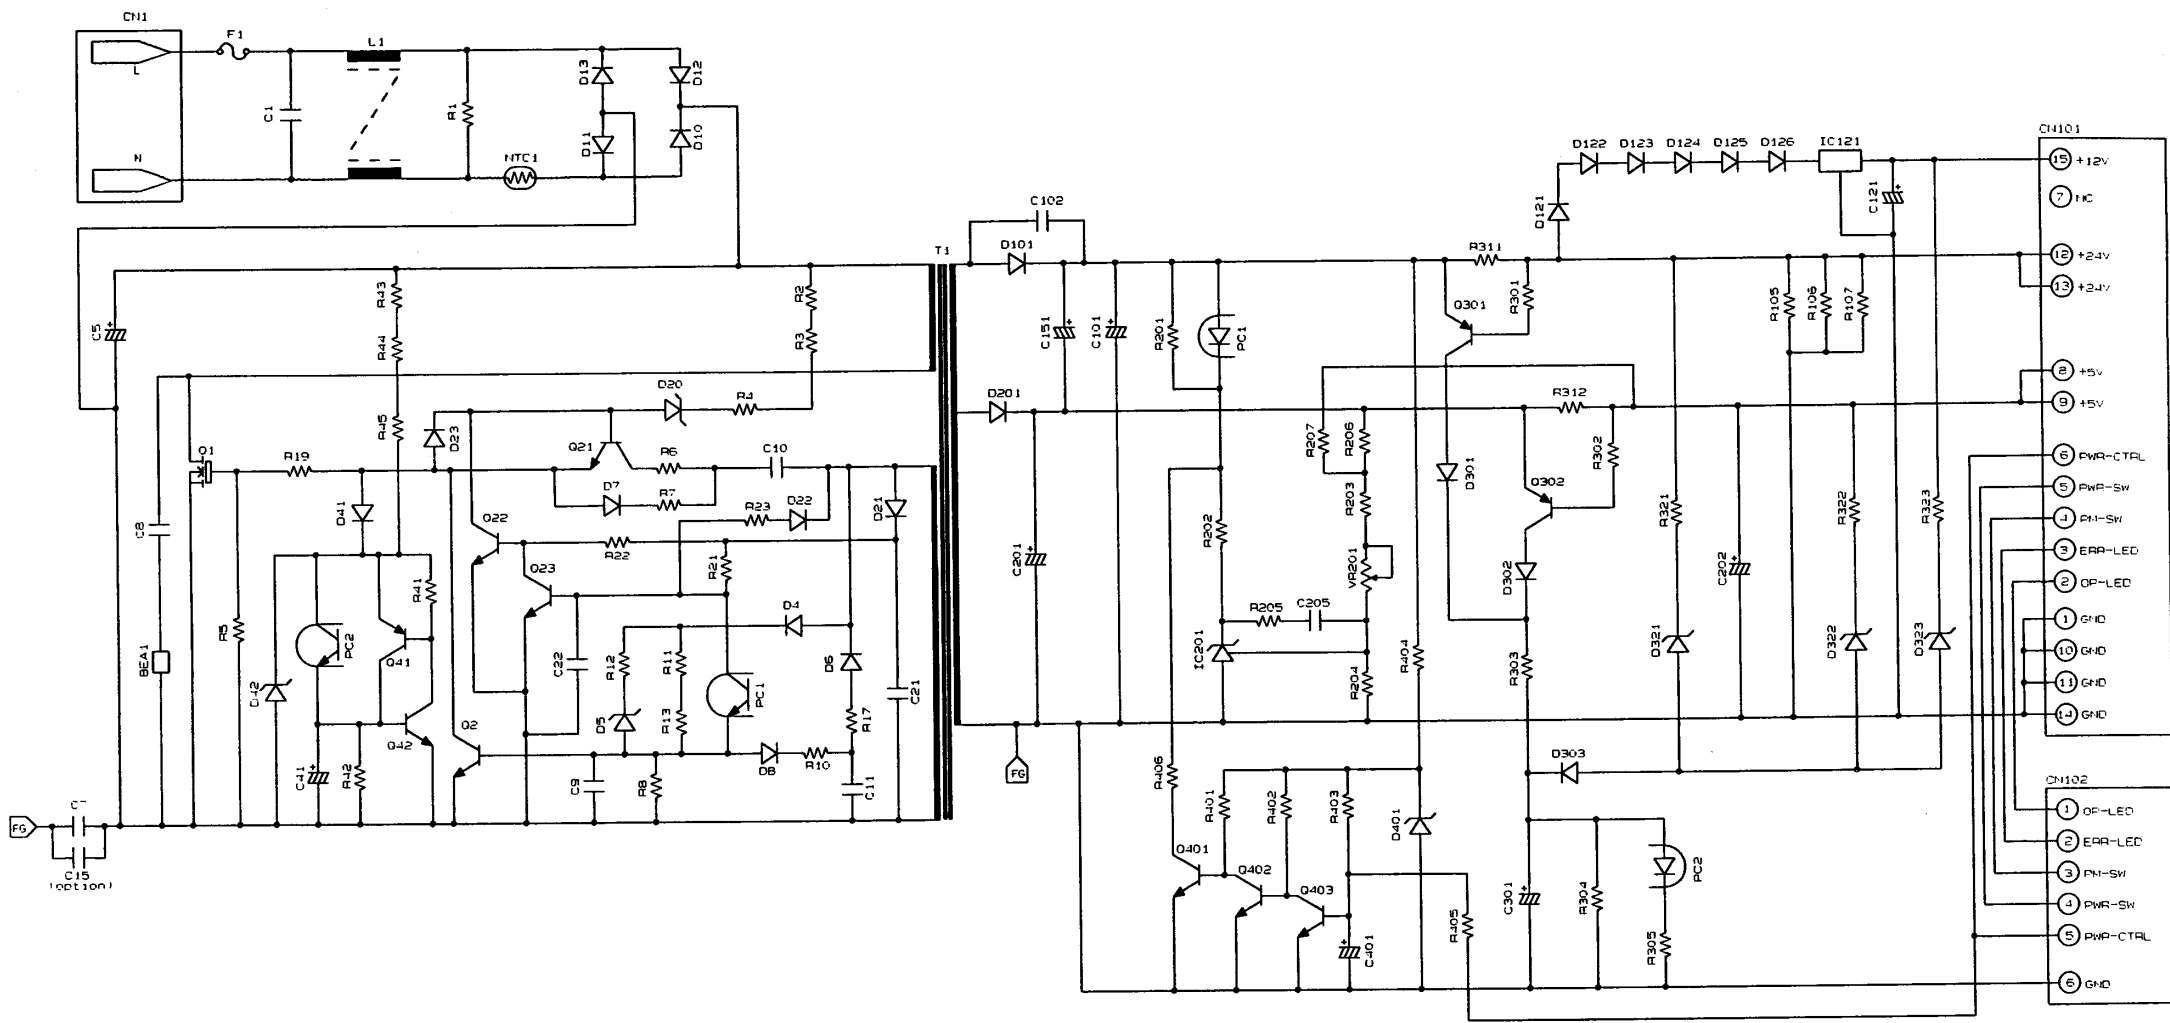 CN1
L
N
F1
C1
L1
R1
NTC1
D13
D12
D11
D10
C5
R43
R44
R45
R2
R3
T1
C102
D101
D201
C151
C101
R201
PC1
R311
Q301
R301
D121
D122
D123
D124
D125
D126
IC121
C121
CN101
15 +12V
7 NC
12 +24V
13 +24V
8 +5V
9 +5V
6 PWR-CTRL
5 PWR-SW
4 PM-SW
3 ERR-LED
2 OP-LED
1 GND
10 GND
11 GND
14 GND
R105
R106
R107
R312
R207
R206
R203
VR201
R302
Q302
D301
D302
R303
R321
R322
R323
D321
D322
D323
C202
C201
R202
R205
C205
IC201
R204
R404
R406
D20
R4
D23
Q21
R6
C10
D7
R7
Q1
R19
D41
Q22
R23
D22
D21
R22
R21
Q23
C8
R5
R41
PC2
Q41
D42
C22
R12
R11
D4
D6
PC1
C21
D5
R13
R17
BEA1
C41
R42
Q42
Q2
C9
R8
D8
R10
C11
FG
C7
C15
(option)
FG
D303
R401
R402
R403
D401
Q401
Q402
Q403
C401
R405
C301
R304
PC2
R305
CN102
1 OP-LED
2 ERR-LED
3 PM-SW
4 PWR-SW
5 PWR-CTRL
6 GND